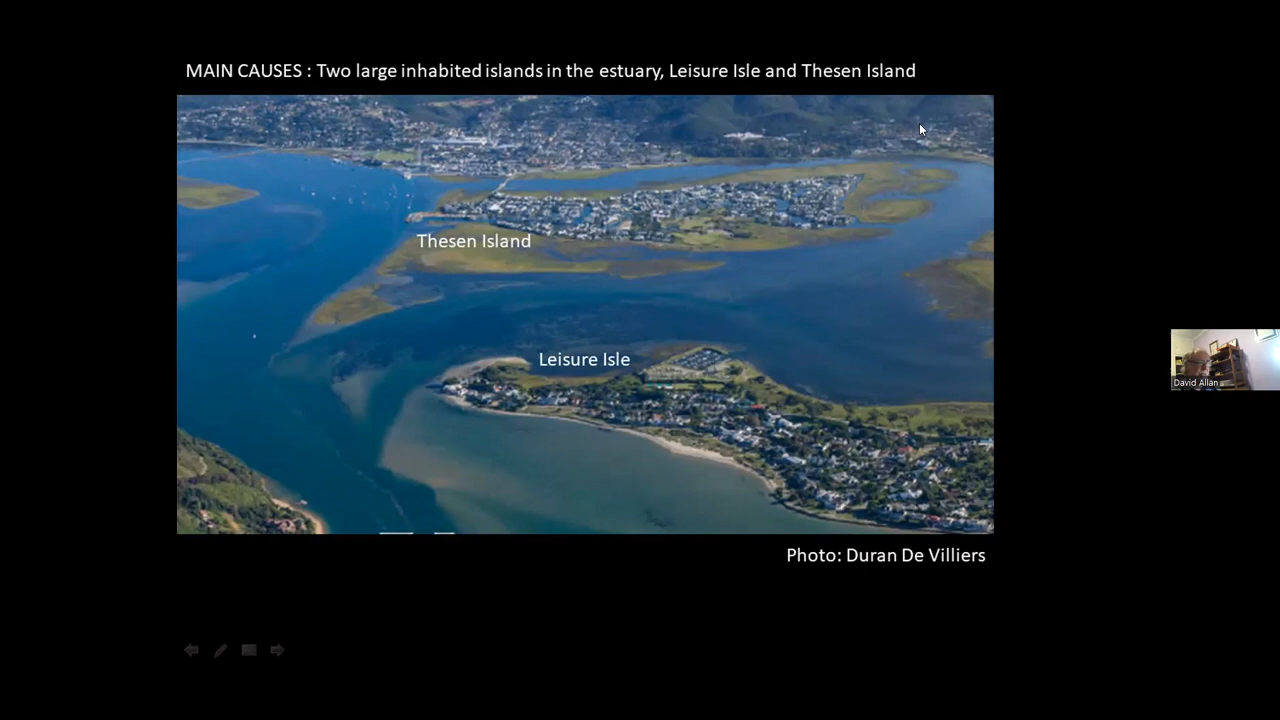 MAIN CAUSES : Two large inhabited islands in the estuary, Leisure Isle and Thesen Island
Thesen Island
Leisure Isle
David Allan
Photo: Duran De Villiers